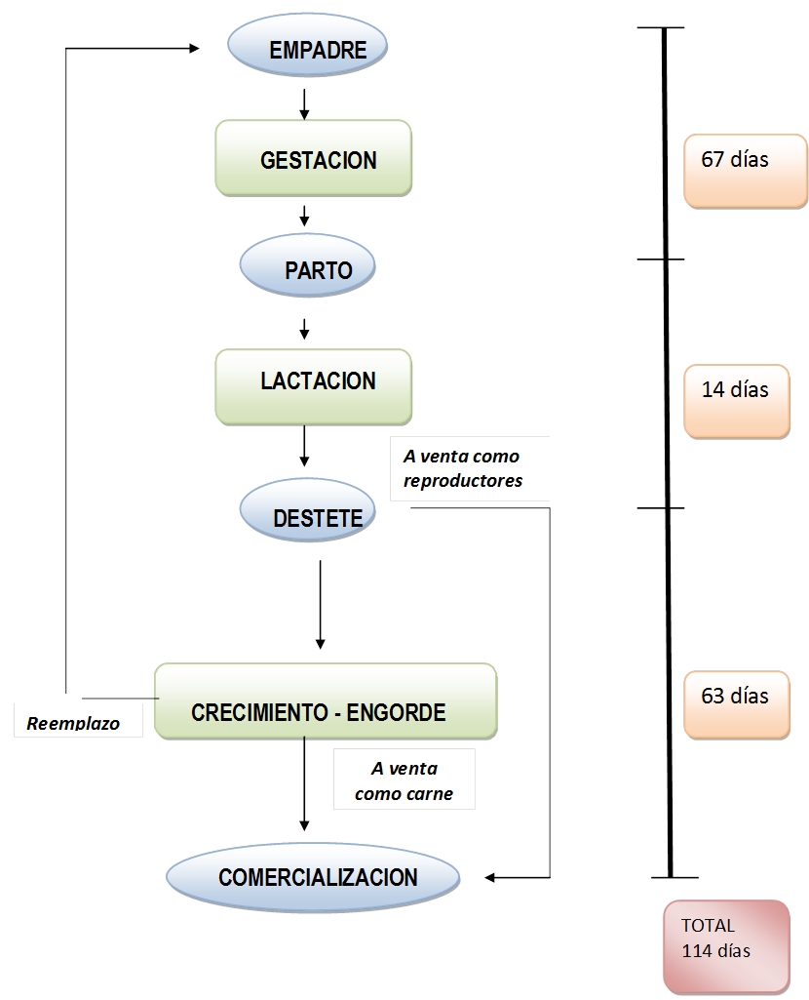 EMPADRE
GESTACION
67 días
PARTO
LACTACION
14 días
A venta como
reproductores
DESTETE
CRECIMIENTO - ENGORDE
63 días
Reemplazo
A venta
como carne
COMERCIALIZACION
TOTAL
114 días